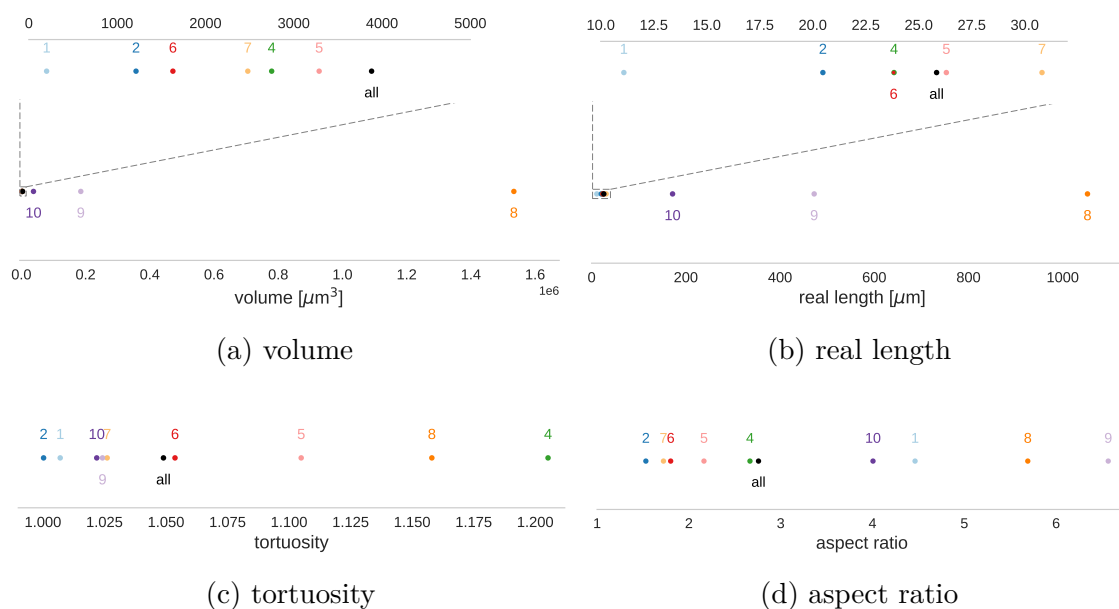 0 1000 2000 3000 4000 5000
1 2 6 7 4 5
all
10 9 8
0.0 0.2 0.4 0.6 0.8 1.0 1.2 1.4 1.6
1e6
volume [μm³]
(a) volume
10.0 12.5 15.0 17.5 20.0 22.5 25.0 27.5 30.0
1 2 4 5 7
6 all
10 9 8
0 200 400 600 800 1000
real length [μm]
(b) real length
2 1 10 7 6 5 8 4
9 all
1.000 1.025 1.050 1.075 1.100 1.125 1.150 1.175 1.200
tortuosity
(c) tortuosity
2 7 6 5 4 10 1 8 9
all
1 2 3 4 5 6
aspect ratio
(d) aspect ratio